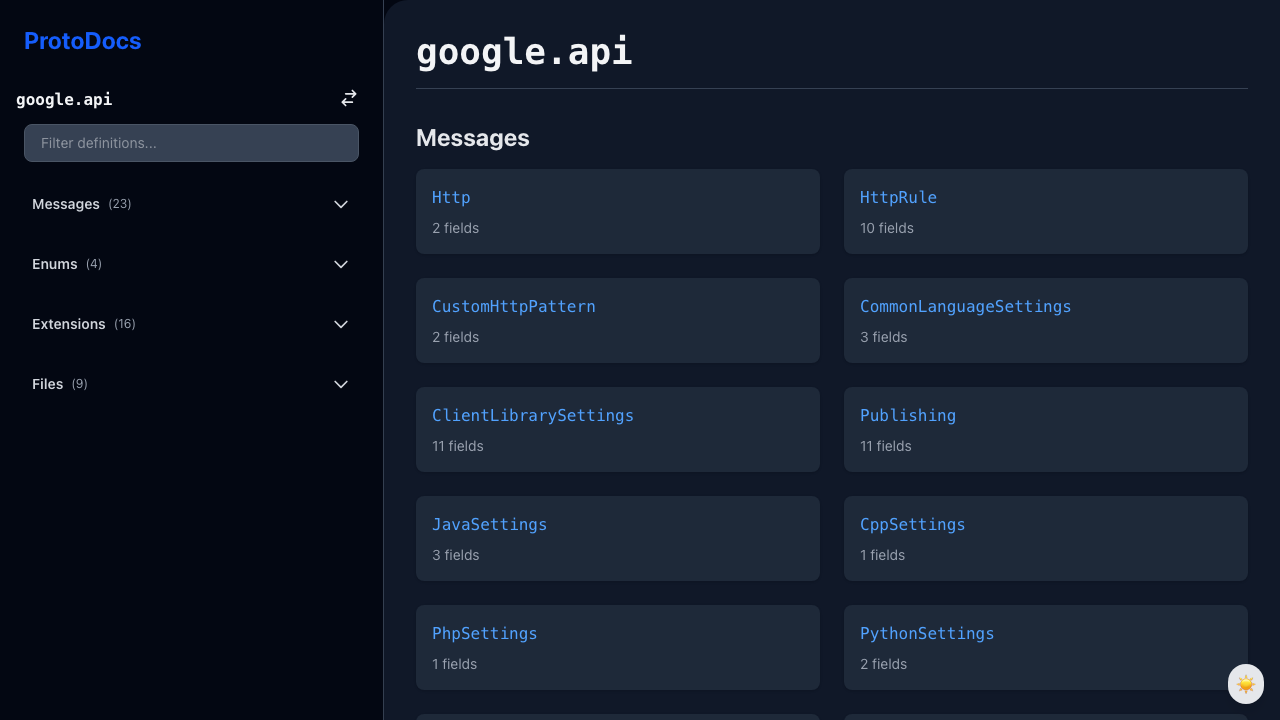 ProtoDocs
google.api
Filter definitions...
Messages (23)
Enums (4)
Extensions (16)
Files (9)
google.api
Messages
Http
2 fields
HttpRule
10 fields
CustomHttpPattern
2 fields
CommonLanguageSettings
3 fields
ClientLibrarySettings
11 fields
Publishing
11 fields
JavaSettings
3 fields
CppSettings
1 fields
PhpSettings
1 fields
PythonSettings
2 fields